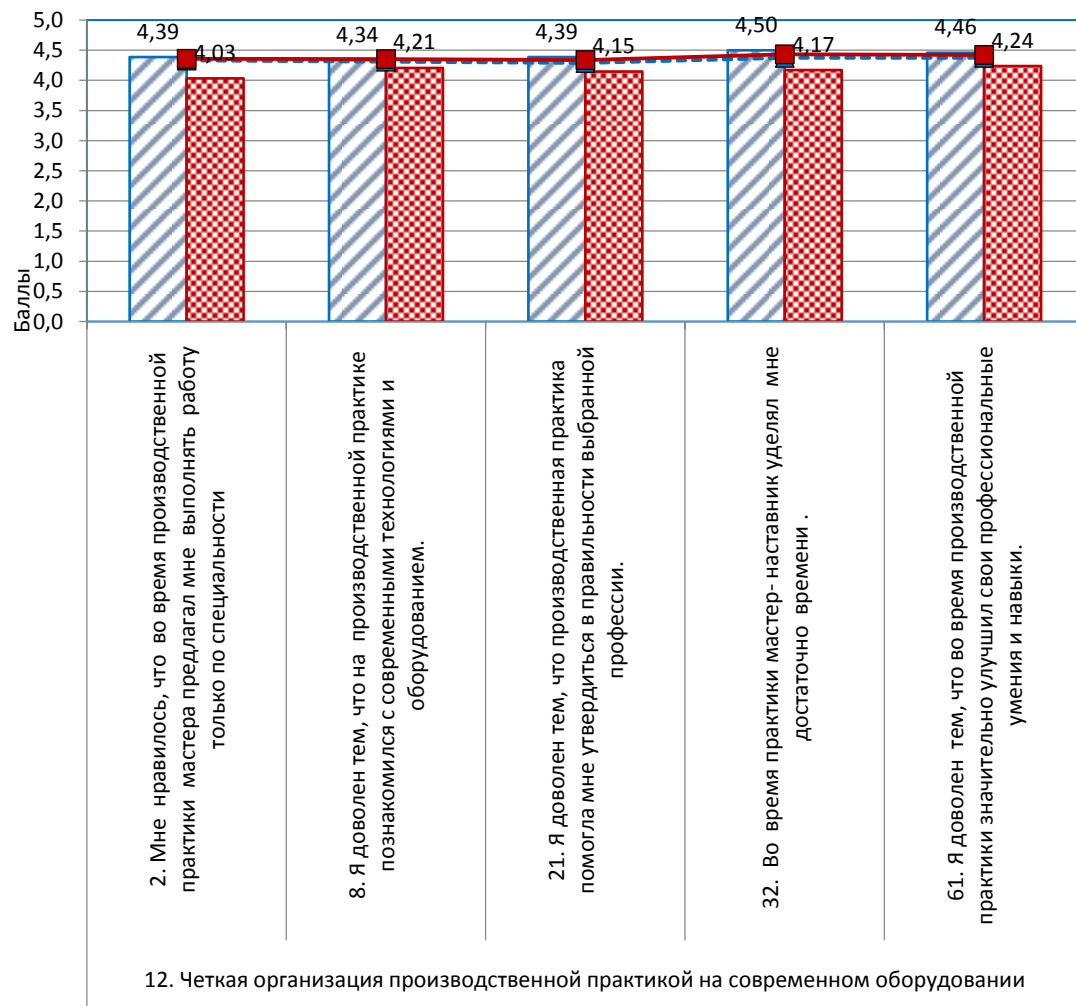 5,0
4,5
4,0
3,5
3,0
2,5
2,0
1,5
1,0
0,5
0,0
Баллы
4,39
4,03
4,34
4,21
4,39
4,15
4,50
4,17
4,46
4,24
2. Мне нравилось, что во время производственной
практики мастера предлагал мне выполнять работу
только по специальности
8. Я доволен тем, что на производственной практике
познакомился с современными технологиями и
оборудованием.
21. Я доволен тем, что производственная практика
помогла мне утвердиться в правильности выбранной
профессии.
32. Во время практики мастер- наставник уделял мне
достаточно времени .
61. Я доволен тем, что во время производственной
практики значительно улучшил свои профессиональные
умения и навыки.
12. Четкая организация производственной практикой на современном оборудовании